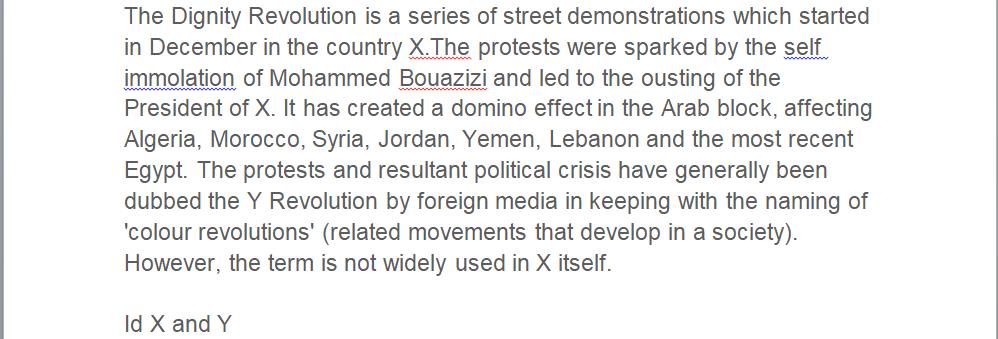 The Dignity Revolution is a series of street demonstrations which started
in December in the country X.The protests were sparked by the self
immolation of Mohammed Bouazizi and led to the ousting of the
President of X. It has created a domino effect in the Arab block, affecting
Algeria, Morocco, Syria, Jordan, Yemen, Lebanon and the most recent
Egypt. The protests and resultant political crisis have generally been
dubbed the Y Revolution by foreign media in keeping with the naming of
'colour revolutions' (related movements that develop in a society).
However, the term is not widely used in X itself.
Id X and Y